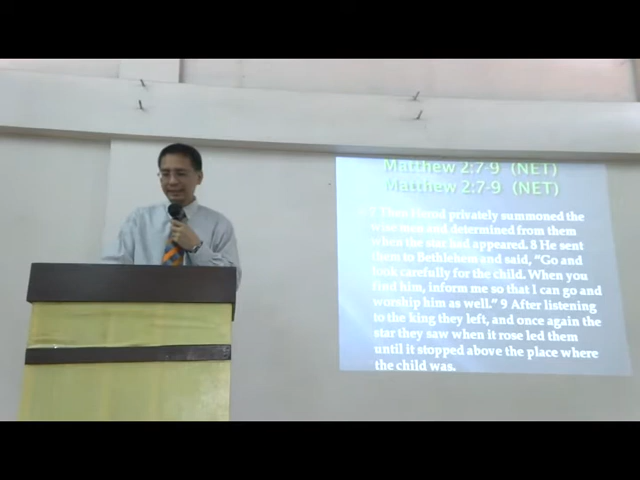 Matthew 2:7-9 (NET)
Matthew 2:7-9 (NET)
7 Then Herod privately summoned the
wise men and determined from them
when the star had appeared. 8 He sent
them to Bethlehem and said, “Go and
look carefully for the child. When you
find him, inform me so that I can go and
worship him as well.” 9 After listening
to the king they left, and once again the
star they saw when it rose led them
until it stopped above the place where
the child was.